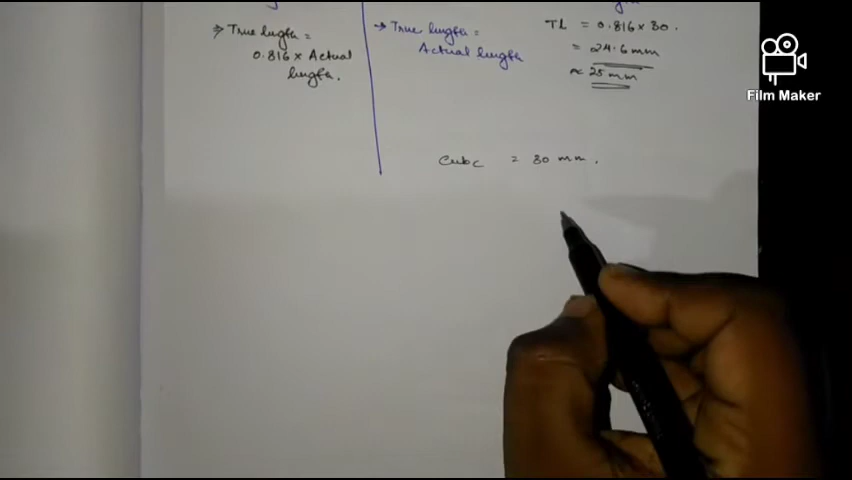 ⇒ True length =
0.816 × Actual
length.
→ True length =
Actual length
TL = 0.816 × 30.
= 24.6 mm
≈ 25 mm
Cube = 30 mm.
Film Maker